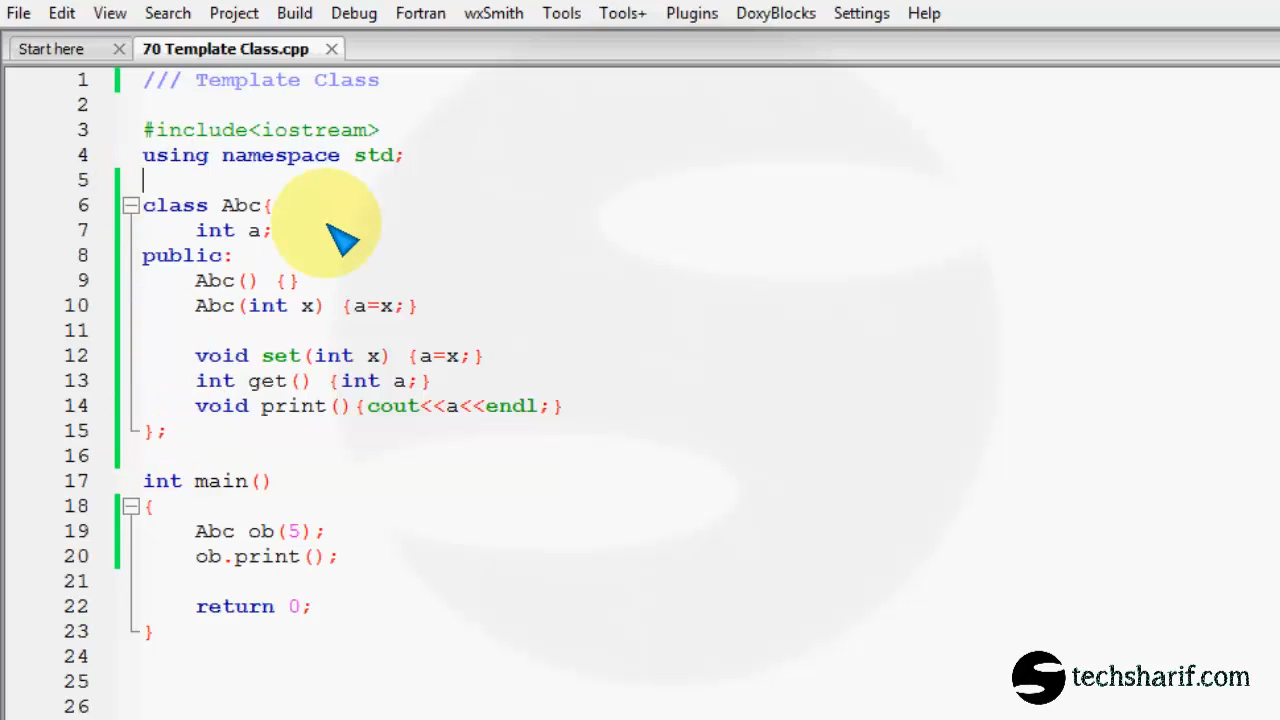 File Edit View Search Project Build Debug Fortran wxSmith Tools Tools+ Plugins DoxyBlocks Settings Help
Start here 70 Template Class.cpp
1 /// Template Class
2
3 #include<iostream>
4 using namespace std;
5
6 class Abc{
7 int a;
8 public:
9 Abc() {}
10 Abc(int x) {a=x;}
11
12 void set(int x) {a=x;}
13 int get() {int a;}
14 void print(){cout<<a<<endl;}
15 };
16
17 int main()
18 {
19 Abc ob(5);
20 ob.print();
21
22 return 0;
23 }
24
25
26
techsharif.com